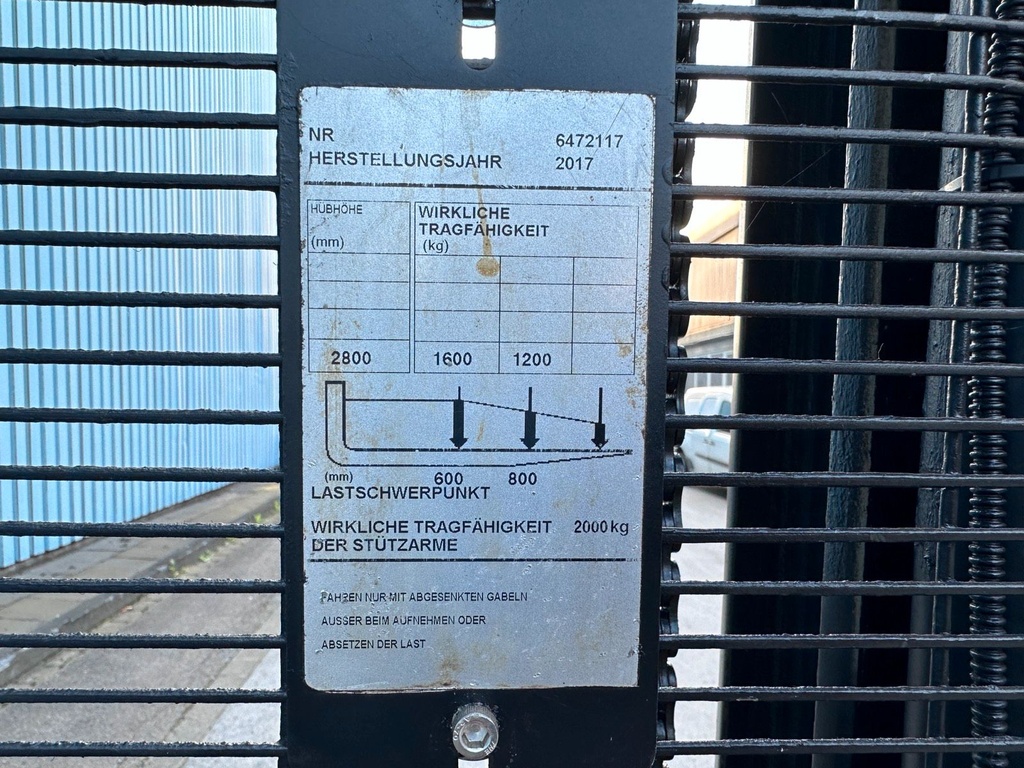 NR 6472117
HERSTELLUNGSJAHR 2017
HUBHÖHE
(mm)
WIRKLICHE
TRAGFÄHIGKEIT
(kg)
2800 1600 1200
(mm) 600 800
LASTSCHWERPUNKT
WIRKLICHE TRAGFÄHIGKEIT 2000 kg
DER STÜTZARME
FAHREN NUR MIT ABGESENKTEN GABELN
AUSSER BEIM AUFNEHMEN ODER
ABSETZEN DER LAST